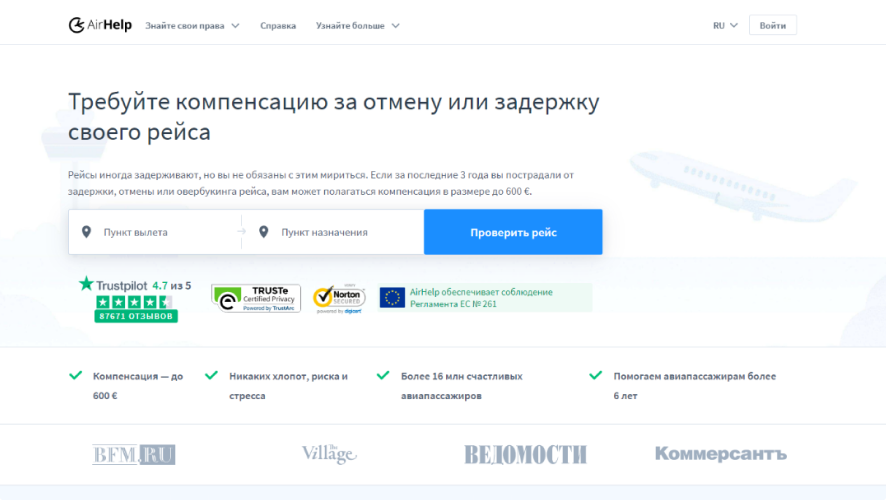 AirHelp
Знайте свои права
Справка
Узнайте больше
RU
Войти
Требуйте компенсацию за отмену или задержку
своего рейса
Рейсы иногда задерживают, но вы не обязаны с этим мириться. Если за последние 3 года вы пострадали от
задержки, отмены или овербукинга рейса, вам может полагаться компенсация в размере до 600 €.
Пункт вылета
Пункт назначения
Проверить рейс
Trustpilot 4.7 из 5
87671 ОТЗЫВОВ
TRUSTe
Certified Privacy
Powered by TrustArc
Norton
SECURED
powered by digicert
AirHelp обеспечивает соблюдение
Регламента ЕС № 261
Компенсация — до
600 €
Никаких хлопот, риска и
стресса
Более 16 млн счастливых
авиапассажиров
Помогаем авиапассажирам более
6 лет
BFM.RU
The Village
ВЕДОМОСТИ
Коммерсантъ